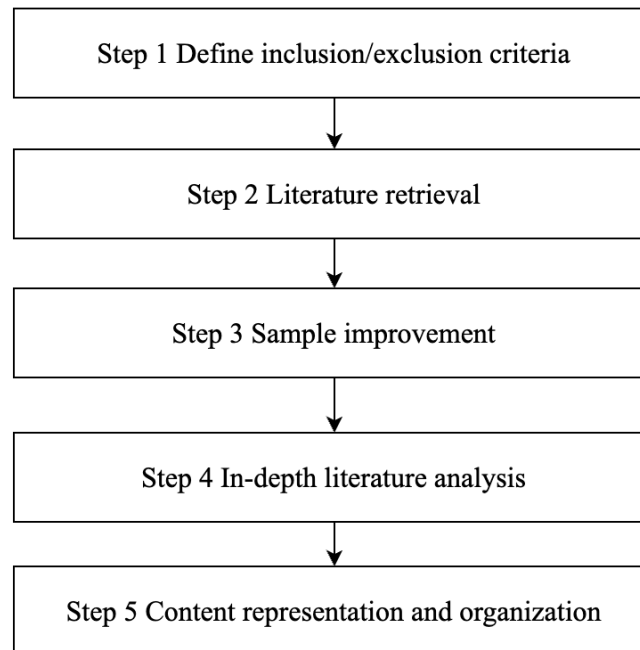 Step 1 Define inclusion/exclusion criteria
Step 2 Literature retrieval
Step 3 Sample improvement
Step 4 In-depth literature analysis
Step 5 Content representation and organization